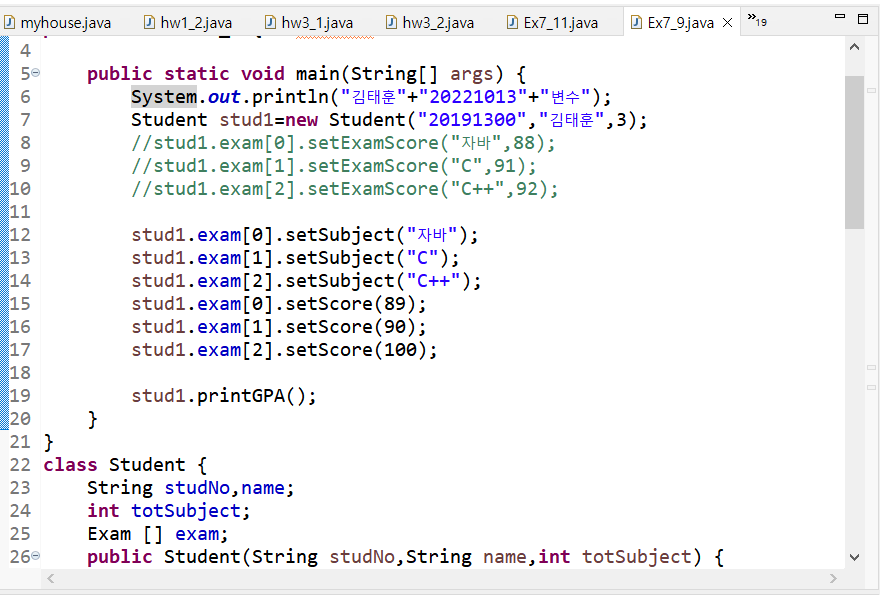 myhouse.java hw1_2.java hw3_1.java hw3_2.java Ex7_11.java Ex7_9.java »19
4
5 public static void main(String[] args) {
6 System.out.println("김태훈"+"20221013"+"변수");
7 Student stud1=new Student("20191300","김태훈",3);
8 //stud1.exam[0].setExamScore("자바",88);
9 //stud1.exam[1].setExamScore("C",91);
10 //stud1.exam[2].setExamScore("C++",92);
11
12 stud1.exam[0].setSubject("자바");
13 stud1.exam[1].setSubject("C");
14 stud1.exam[2].setSubject("C++");
15 stud1.exam[0].setScore(89);
16 stud1.exam[1].setScore(90);
17 stud1.exam[2].setScore(100);
18
19 stud1.printGPA();
20 }
21 }
22 class Student {
23 String studNo,name;
24 int totSubject;
25 Exam [] exam;
26 public Student(String studNo,String name,int totSubject) {